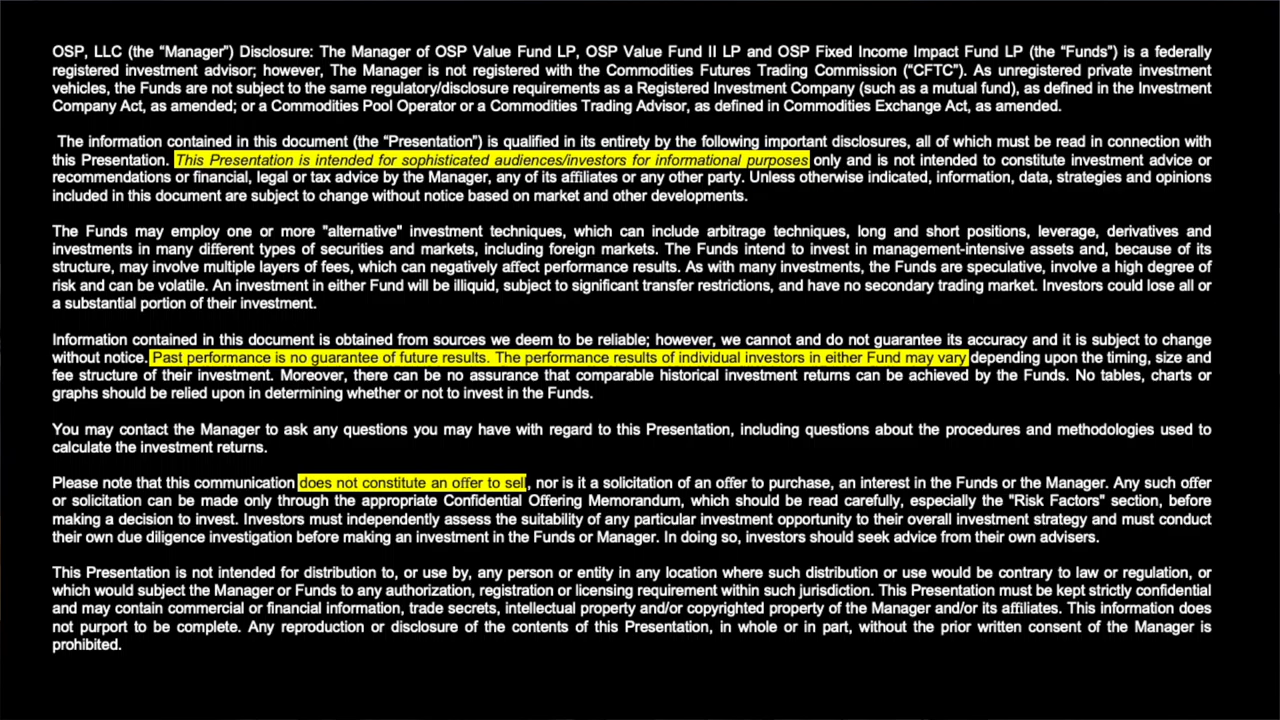 OSP, LLC (the “Manager”) Disclosure: The Manager of OSP Value Fund LP, OSP Value Fund II LP and OSP Fixed Income Impact Fund LP (the “Funds”) is a federally
registered investment advisor; however, The Manager is not registered with the Commodities Futures Trading Commission (“CFTC”). As unregistered private investment
vehicles, the Funds are not subject to the same regulatory/disclosure requirements as a Registered Investment Company (such as a mutual fund), as defined in the Investment
Company Act, as amended; or a Commodities Pool Operator or a Commodities Trading Advisor, as defined in Commodities Exchange Act, as amended.
The information contained in this document (the “Presentation”) is qualified in its entirety by the following important disclosures, all of which must be read in connection with
this Presentation. This Presentation is intended for sophisticated audiences/investors for informational purposes only and is not intended to constitute investment advice or
recommendations or financial, legal or tax advice by the Manager, any of its affiliates or any other party. Unless otherwise indicated, information, data, strategies and opinions
included in this document are subject to change without notice based on market and other developments.
The Funds may employ one or more "alternative" investment techniques, which can include arbitrage techniques, long and short positions, leverage, derivatives and
investments in many different types of securities and markets, including foreign markets. The Funds intend to invest in management-intensive assets and, because of its
structure, may involve multiple layers of fees, which can negatively affect performance results. As with many investments, the Funds are speculative, involve a high degree of
risk and can be volatile. An investment in either Fund will be illiquid, subject to significant transfer restrictions, and have no secondary trading market. Investors could lose all or
a substantial portion of their investment.
Information contained in this document is obtained from sources we deem to be reliable; however, we cannot and do not guarantee its accuracy and it is subject to change
without notice. Past performance is no guarantee of future results. The performance results of individual investors in either Fund may vary depending upon the timing, size and
fee structure of their investment. Moreover, there can be no assurance that comparable historical investment returns can be achieved by the Funds. No tables, charts or
graphs should be relied upon in determining whether or not to invest in the Funds.
You may contact the Manager to ask any questions you may have with regard to this Presentation, including questions about the procedures and methodologies used to
calculate the investment returns.
Please note that this communication does not constitute an offer to sell, nor is it a solicitation of an offer to purchase, an interest in the Funds or the Manager. Any such offer
or solicitation can be made only through the appropriate Confidential Offering Memorandum, which should be read carefully, especially the "Risk Factors" section, before
making a decision to invest. Investors must independently assess the suitability of any particular investment opportunity to their overall investment strategy and must conduct
their own due diligence investigation before making an investment in the Funds or Manager. In doing so, investors should seek advice from their own advisers.
This Presentation is not intended for distribution to, or use by, any person or entity in any location where such distribution or use would be contrary to law or regulation, or
which would subject the Manager or Funds to any authorization, registration or licensing requirement within such jurisdiction. This Presentation must be kept strictly confidential
and may contain commercial or financial information, trade secrets, intellectual property and/or copyrighted property of the Manager and/or its affiliates. This information does
not purport to be complete. Any reproduction or disclosure of the contents of this Presentation, in whole or in part, without the prior written consent of the Manager is
prohibited.